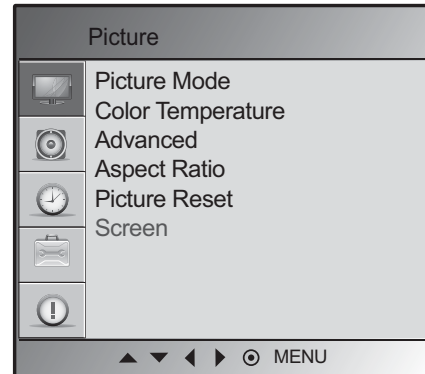 Picture
Picture Mode
Color Temperature
Advanced
Aspect Ratio
Picture Reset
Screen
MENU